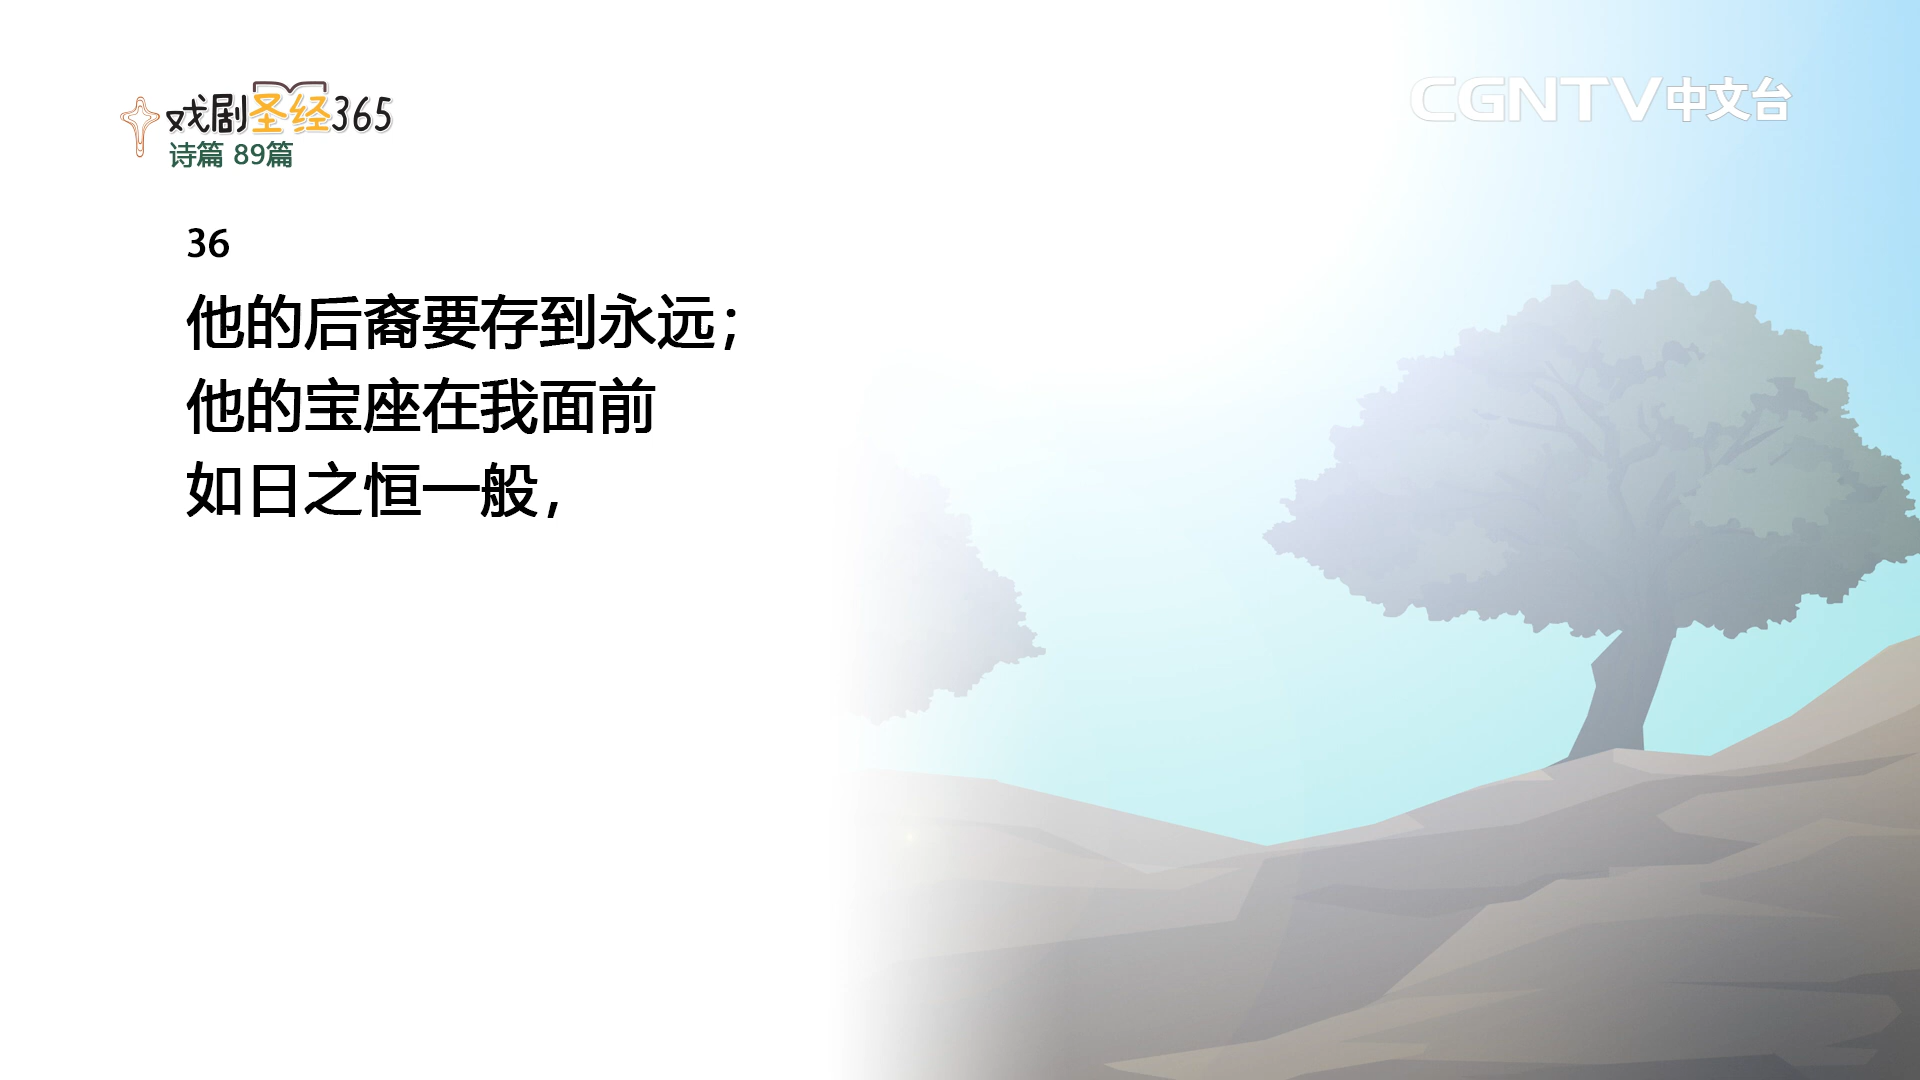 戏剧圣经365
CGNTV中文台
诗篇 89篇
36
他的后裔要存到永远；
他的宝座在我面前
如日之恒一般，